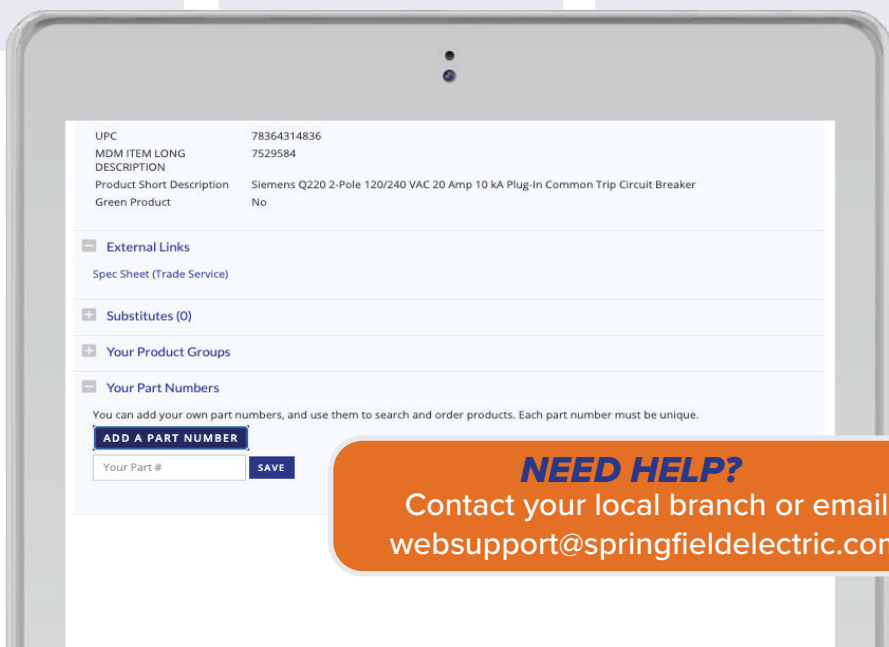 UPC 78364314836
MDM ITEM LONG 7529584
DESCRIPTION
Product Short Description Siemens Q220 2-Pole 120/240 VAC 20 Amp 10 kA Plug-In Common Trip Circuit Breaker
Green Product No
External Links
Spec Sheet (Trade Service)
Substitutes (0)
Your Product Groups
Your Part Numbers
You can add your own part numbers, and use them to search and order products. Each part number must be unique.
ADD A PART NUMBER
Your Part # SAVE
NEED HELP?
Contact your local branch or email
websupport@springfieldelectric.com